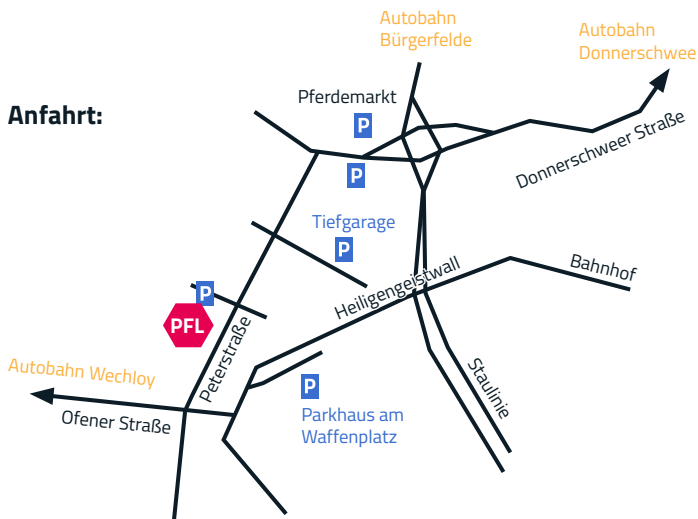 Autobahn
Bürgerfelde
Autobahn
Donnerschwee
Anfahrt:
Pferdemarkt
P
Donnerschweer Straße
P
Tiefgarage
P
Heiligengeistwall
Bahnhof
P
PFL
Peterstraße
Autobahn Wechloy
Ofener Straße
P
Parkhaus am
Waffenplatz
Staulinie